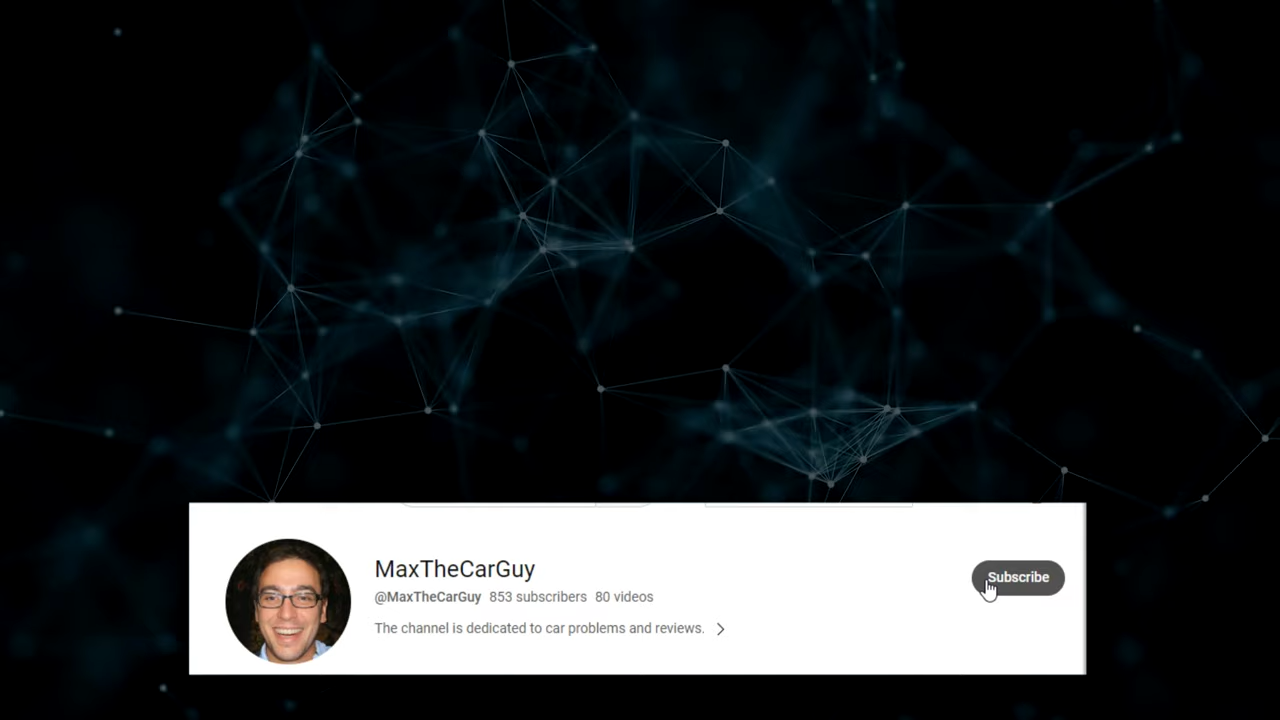 MaxTheCarGuy
@MaxTheCarGuy 853 subscribers 80 videos
Subscribe
The channel is dedicated to car problems and reviews.